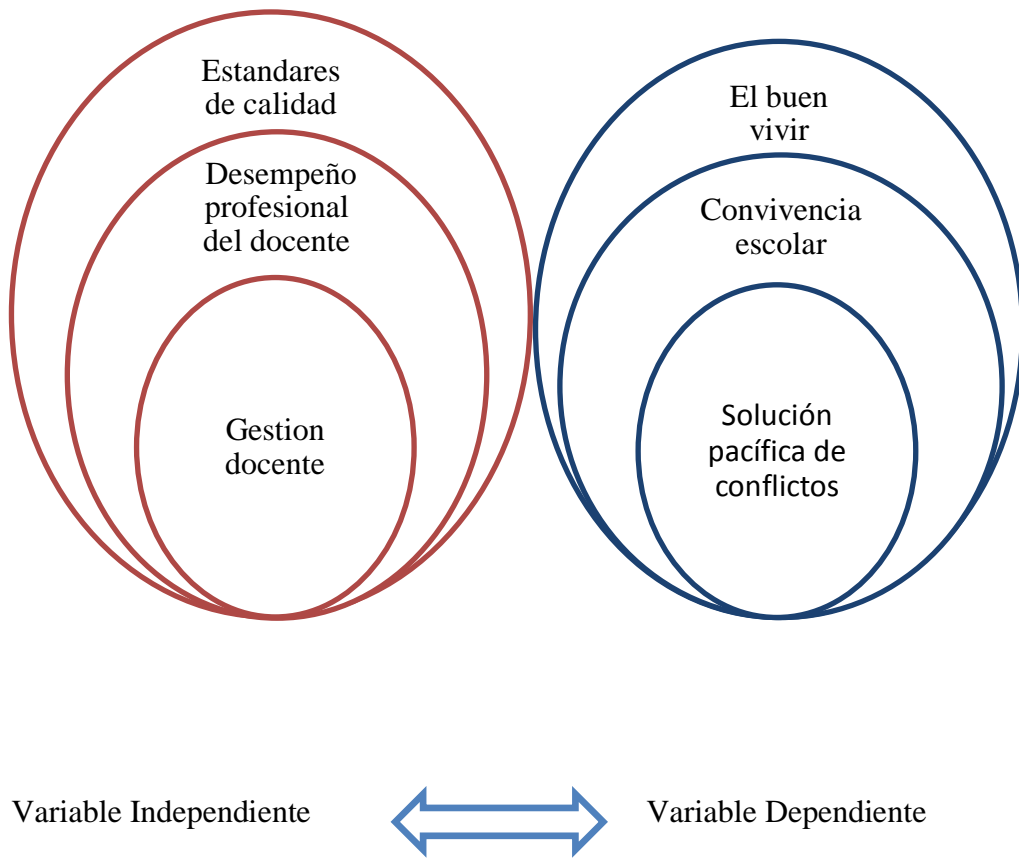 Estandares
de calidad
Desempeño
profesional
del docente
Gestion
docente
El buen
vivir
Convivencia
escolar
Solución
pacífica de
conflictos
Variable Independiente
Variable Dependiente